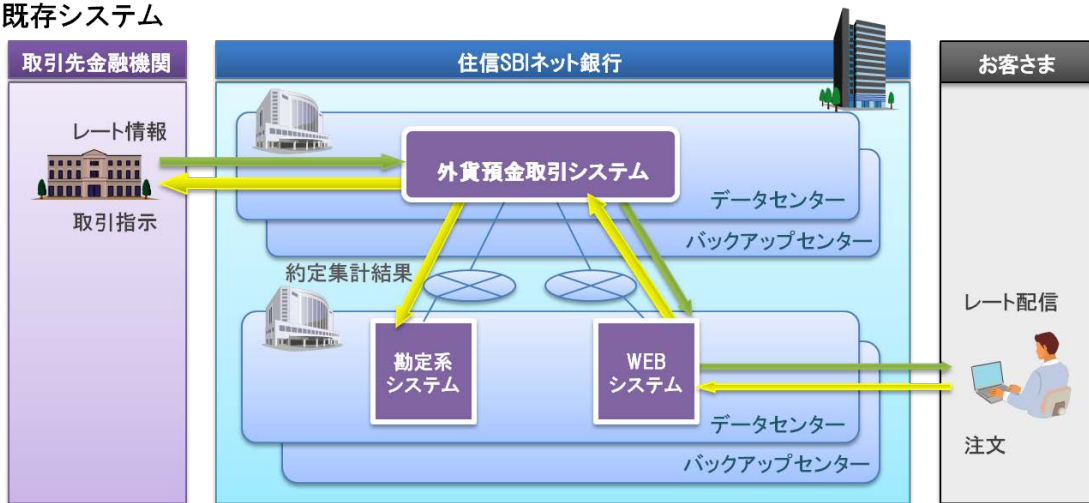 既存システム
取引先金融機関
住信SBIネット銀行
お客さま
レート情報
取引指示
外貨預金取引システム
データセンター
バックアップセンター
約定集計結果
勘定系
システム
WEB
システム
データセンター
バックアップセンター
レート配信
注文